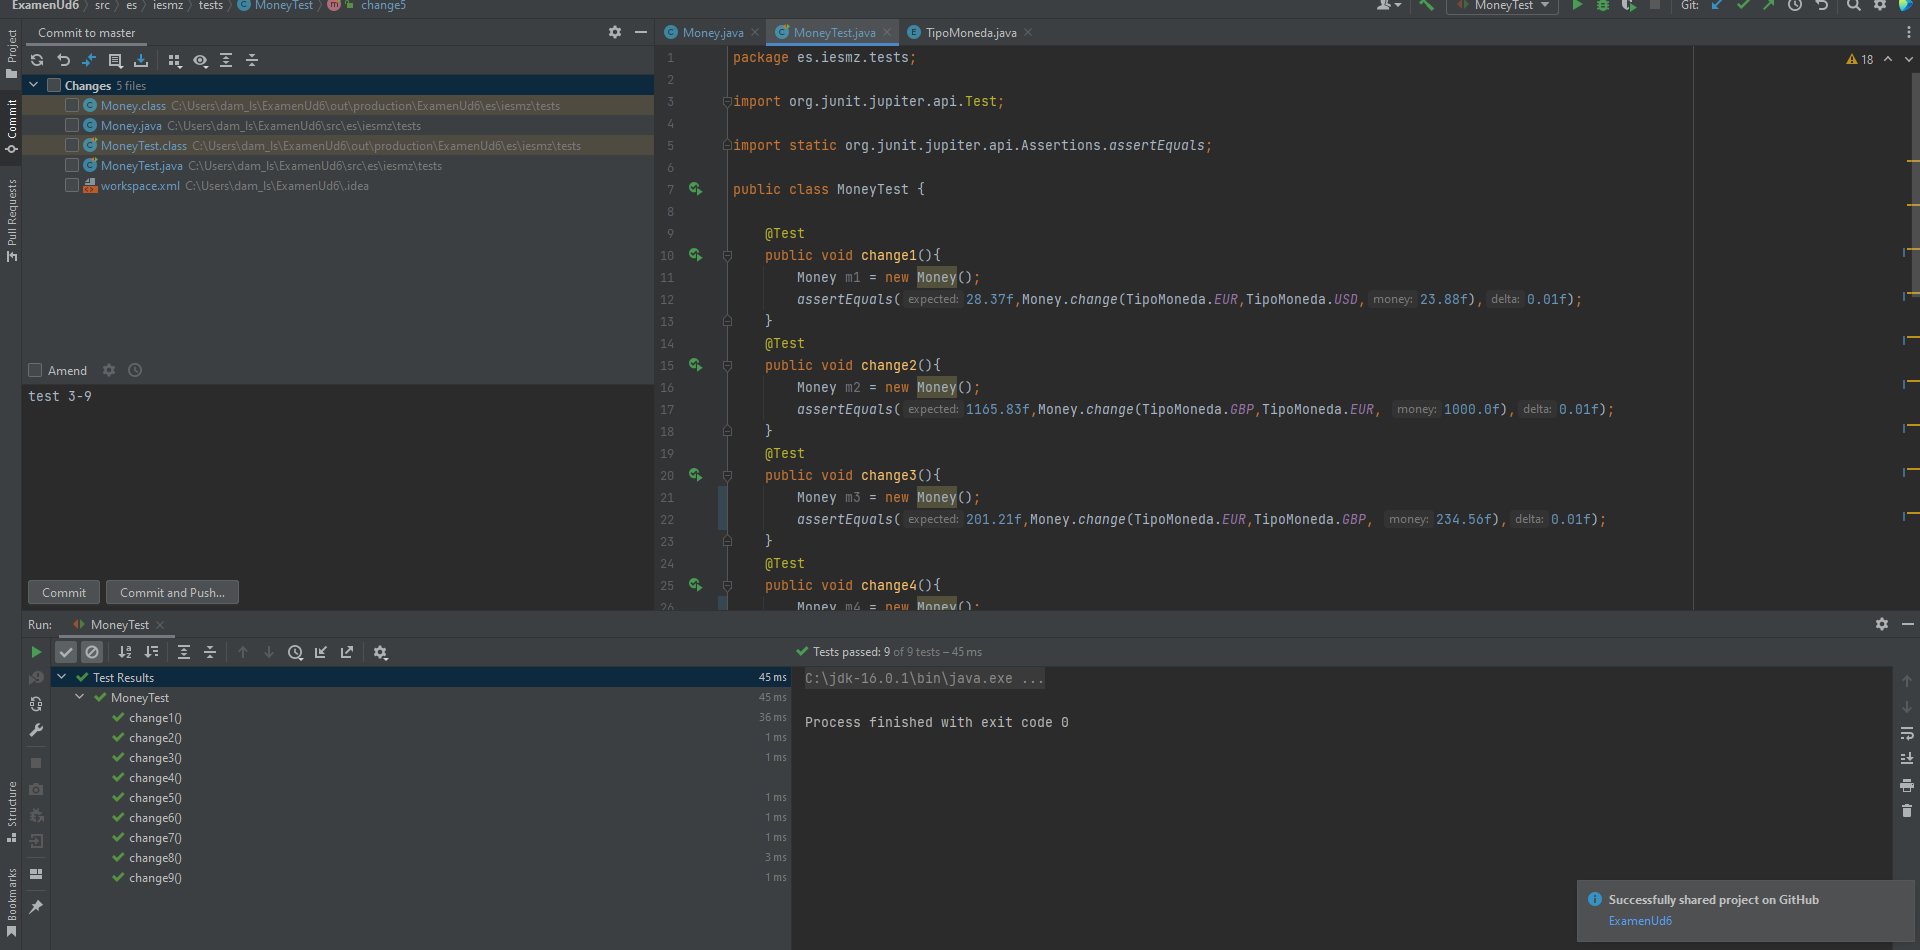 ExamenUd6 src es iesmz tests MoneyTest change5
MoneyTest Git:
Project
Commit
Pull Requests
Structure
Bookmarks
Commit to master
Changes 5 files
Money.class C:\Users\dam_ls\ExamenUd6\out\production\ExamenUd6\es\iesmz\tests
Money.java C:\Users\dam_ls\ExamenUd6\src\es\iesmz\tests
MoneyTest.class C:\Users\dam_ls\ExamenUd6\out\production\ExamenUd6\es\iesmz\tests
MoneyTest.java C:\Users\dam_ls\ExamenUd6\src\es\iesmz\tests
workspace.xml C:\Users\dam_ls\ExamenUd6\.idea
Amend
test 3-9
Commit Commit and Push...
Money.java MoneyTest.java TipoMoneda.java
18
1 package es.iesmz.tests;
2
3 import org.junit.jupiter.api.Test;
4
5 import static org.junit.jupiter.api.Assertions.assertEquals;
6
7 public class MoneyTest {
8
9 @Test
10 public void change1(){
11 Money m1 = new Money();
12 assertEquals( expected: 28.37f,Money.change(TipoMoneda.EUR,TipoMoneda.USD, money: 23.88f), delta: 0.01f);
13 }
14 @Test
15 public void change2(){
16 Money m2 = new Money();
17 assertEquals( expected: 1165.83f,Money.change(TipoMoneda.GBP,TipoMoneda.EUR, money: 1000.0f), delta: 0.01f);
18 }
19 @Test
20 public void change3(){
21 Money m3 = new Money();
22 assertEquals( expected: 201.21f,Money.change(TipoMoneda.EUR,TipoMoneda.GBP, money: 234.56f), delta: 0.01f);
23 }
24 @Test
25 public void change4(){
26 Money m4 = new Money();
Run: MoneyTest
Tests passed: 9 of 9 tests – 45 ms
Test Results 45 ms
MoneyTest 45 ms
change1() 36 ms
change2() 1 ms
change3() 1 ms
change4()
change5() 1 ms
change6() 1 ms
change7() 1 ms
change8() 3 ms
change9() 1 ms
C:\jdk-16.0.1\bin\java.exe ...
Process finished with exit code 0
Successfully shared project on GitHub
ExamenUd6